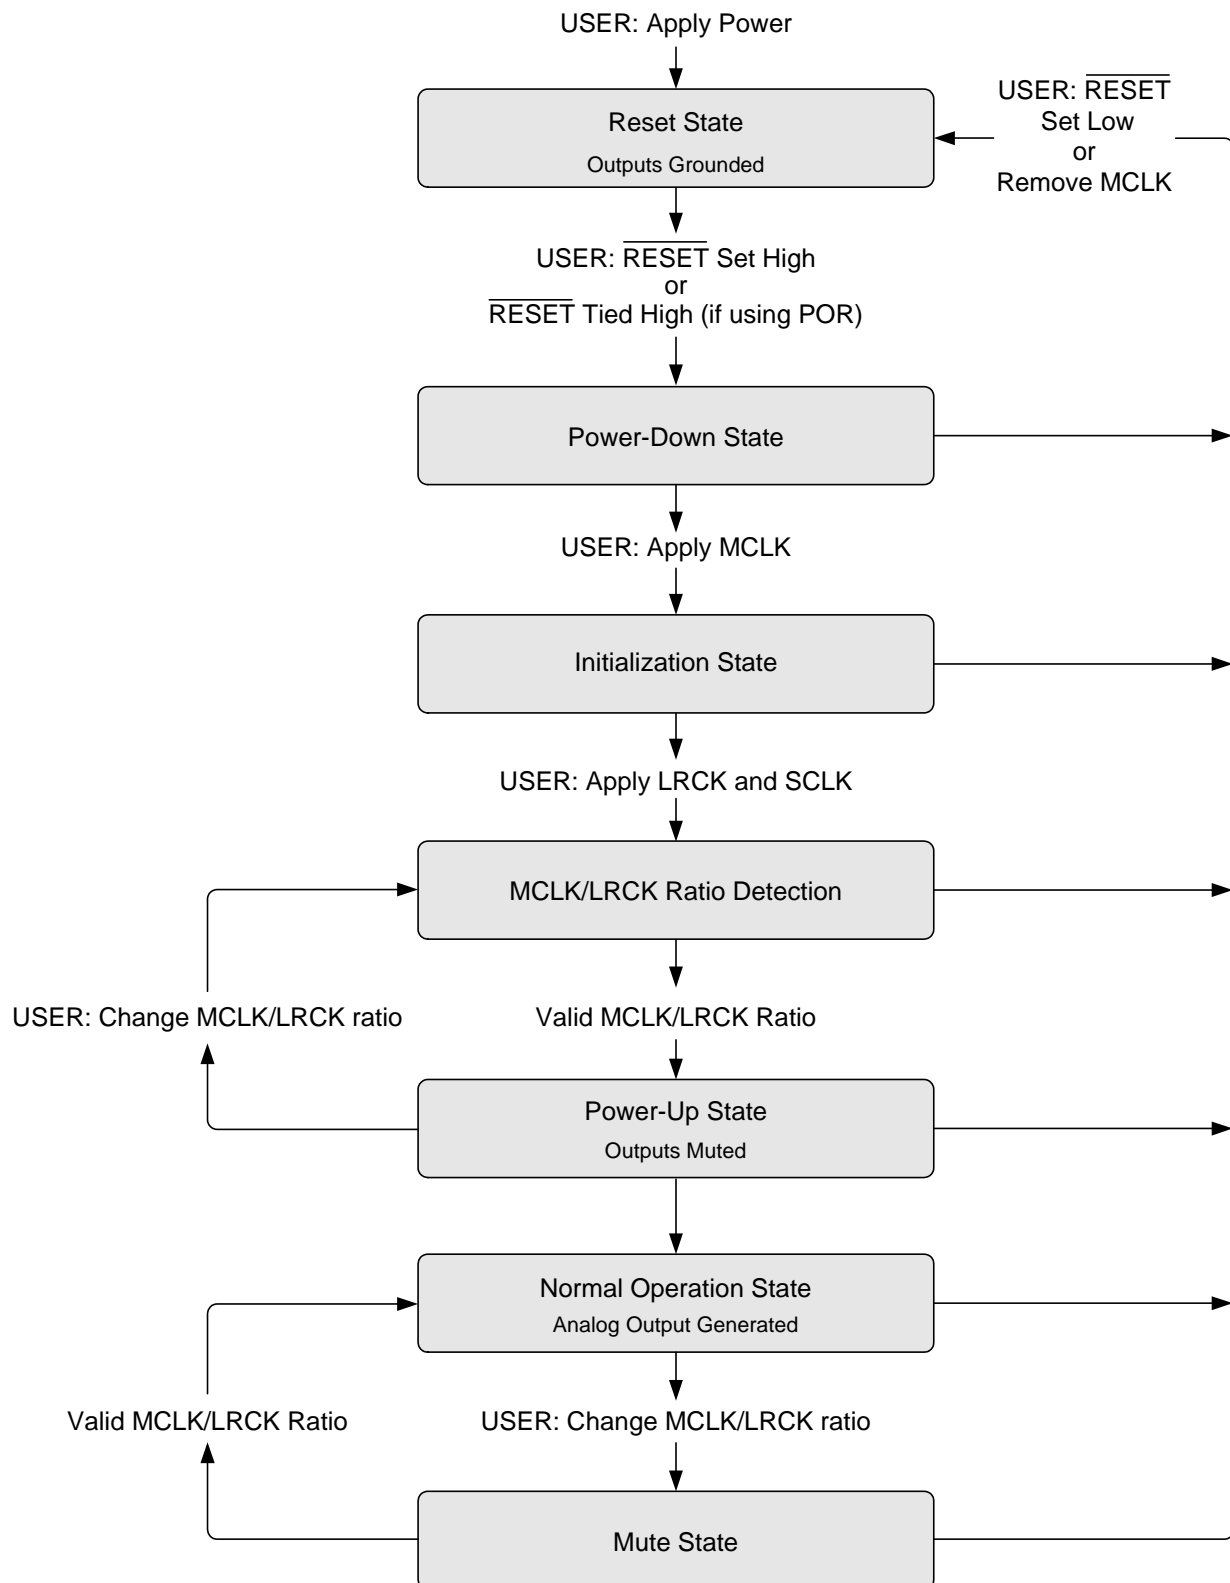 USER: Apply Power
Reset State
Outputs Grounded
USER: RESET
Set Low
or
Remove MCLK
USER: RESET Set High
or
RESET Tied High (if using POR)
Power-Down State
USER: Apply MCLK
Initialization State
USER: Apply LRCK and SCLK
MCLK/LRCK Ratio Detection
USER: Change MCLK/LRCK ratio
Valid MCLK/LRCK Ratio
Power-Up State
Outputs Muted
Normal Operation State
Analog Output Generated
Valid MCLK/LRCK Ratio
USER: Change MCLK/LRCK ratio
Mute State